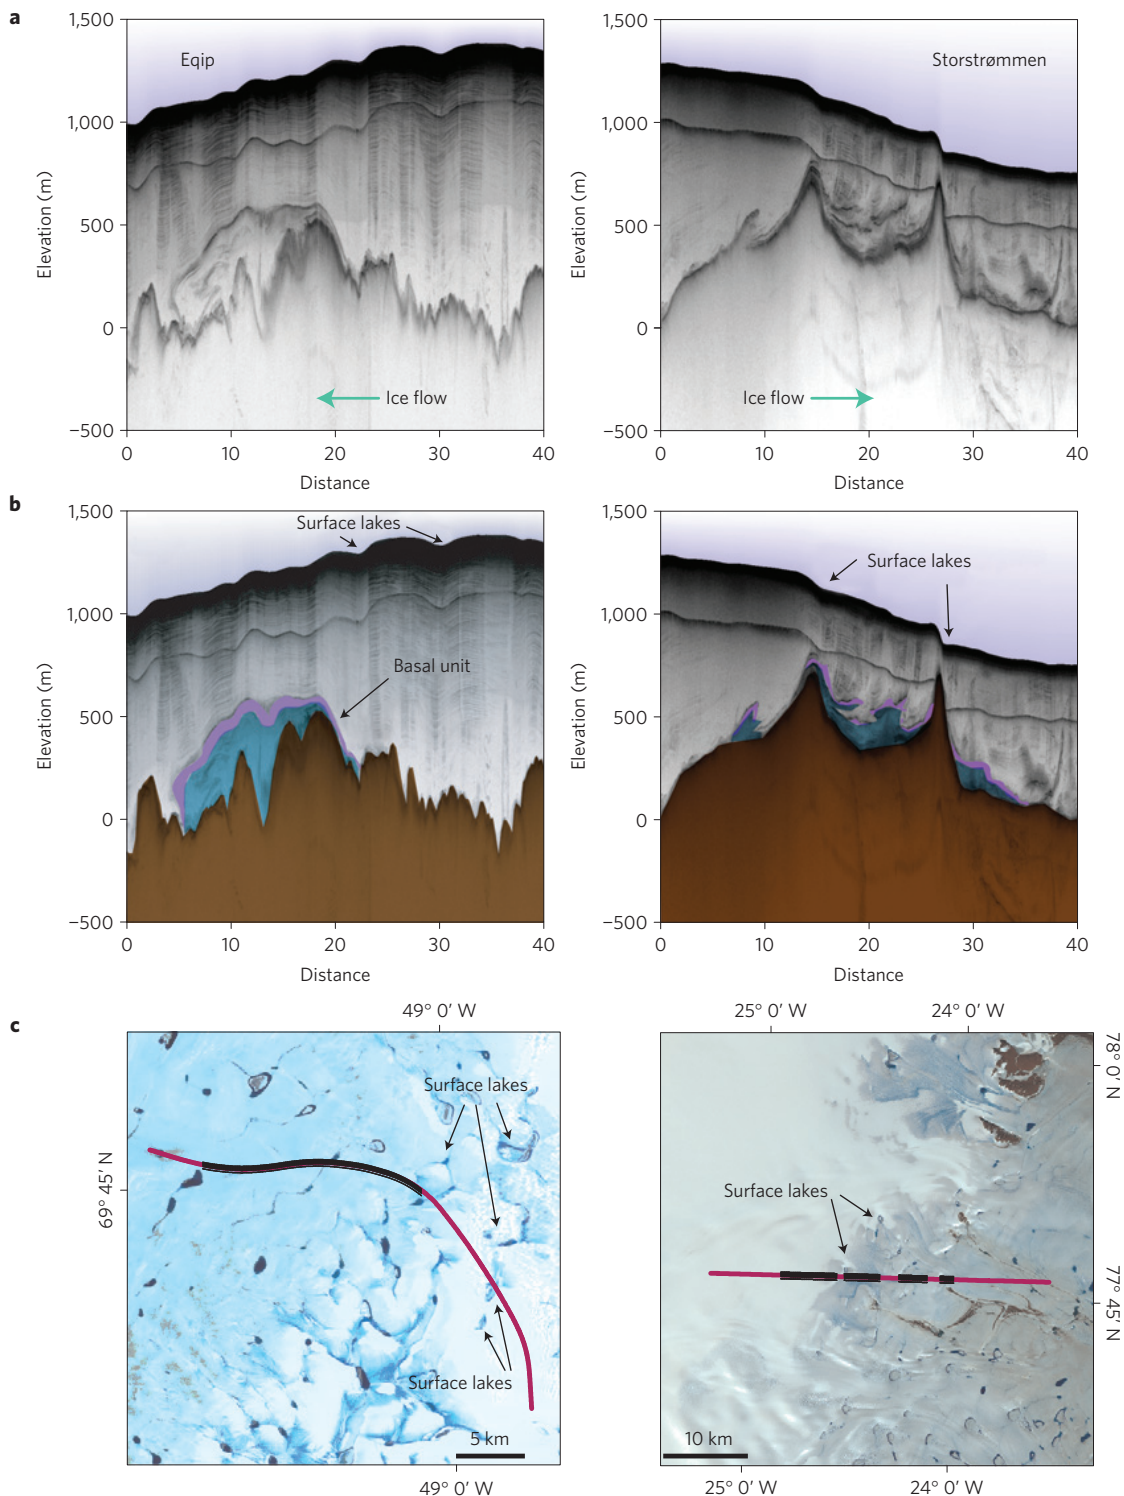 a
1,500
1,000
500
0
−500
Elevation (m)
Eqip
Ice flow
0 10 20 30 40
Distance
1,500
1,000
500
0
−500
Elevation (m)
Storstrømmen
Ice flow
0 10 20 30 40
Distance
b
1,500
1,000
500
0
−500
Elevation (m)
Surface lakes
Basal unit
0 10 20 30 40
Distance
1,500
1,000
500
0
−500
Elevation (m)
Surface lakes
0 10 20 30 40
Distance
c
49° 0′ W
69° 45′ N
Surface lakes
Surface lakes
5 km
49° 0′ W
25° 0′ W 24° 0′ W
78° 0′ N
Surface lakes
77° 45′ N
10 km
25° 0′ W 24° 0′ W